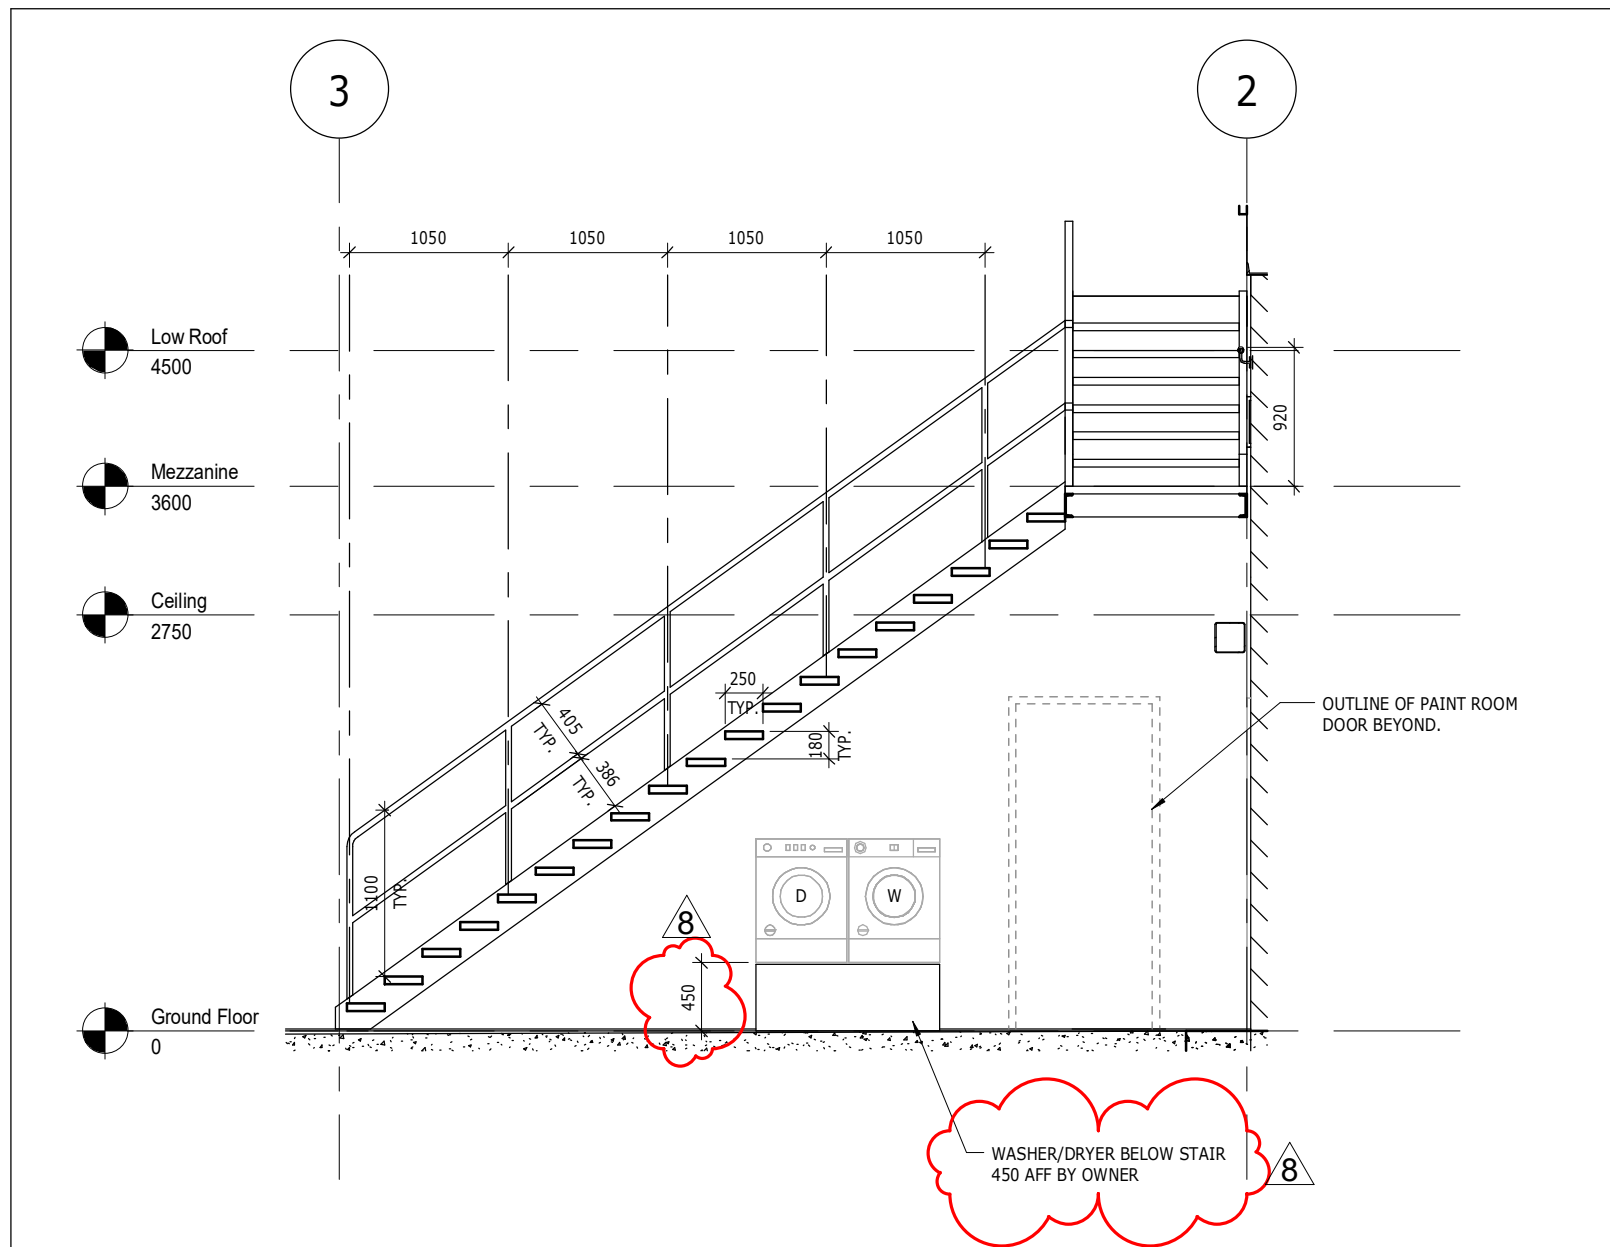 3
2
1050
1050
1050
1050
Low Roof
4500
920
Mezzanine
3600
Ceiling
2750
250
TYP.
405
TYP.
180
TYP.
386
TYP.
OUTLINE OF PAINT ROOM
DOOR BEYOND.
1100
TYP.
D
W
8
450
Ground Floor
0
WASHER/DRYER BELOW STAIR
450 AFF BY OWNER
8